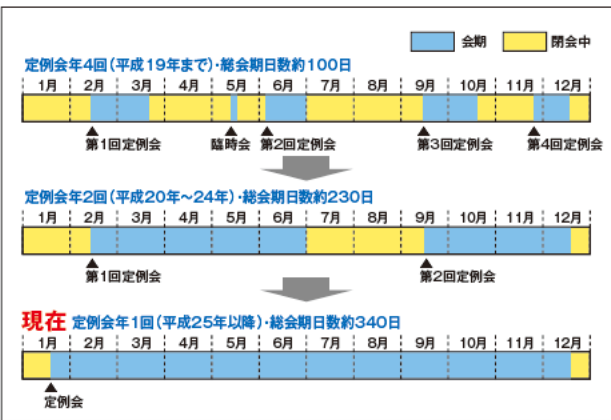 会期 閉会中
定例会年4回(平成19年まで)・総会期日数約100日
1月 2月 3月 4月 5月 6月 7月 8月 9月 10月 11月 12月
第1回定例会 臨時会 第2回定例会 第3回定例会 第4回定例会
定例会年2回(平成20年～24年)・総会期日数約230日
1月 2月 3月 4月 5月 6月 7月 8月 9月 10月 11月 12月
第1回定例会 第2回定例会
現在 定例会年1回(平成25年以降)・総会期日数約340日
1月 2月 3月 4月 5月 6月 7月 8月 9月 10月 11月 12月
定例会